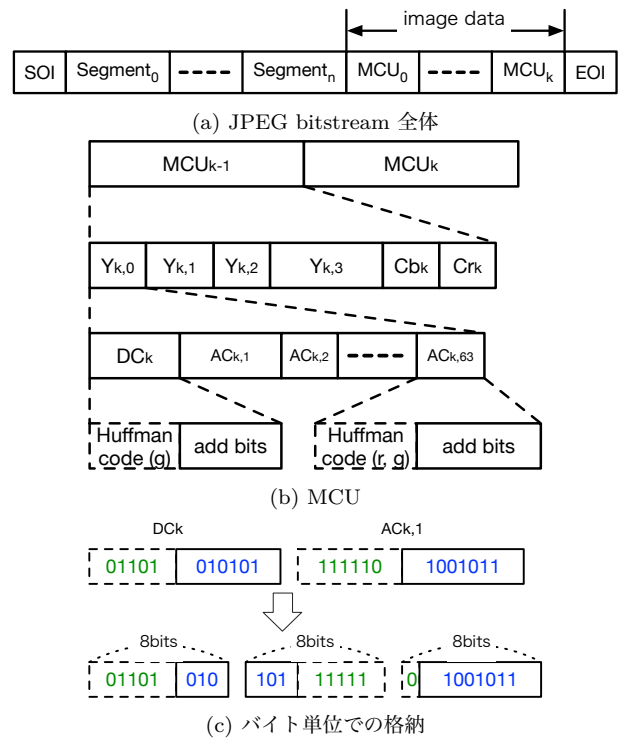 image data
SOI Segment0 Segmentn MCU0 MCUk EOI
(a) JPEG bitstream 全体
MCUk-1 MCUk
Yk,0 Yk,1 Yk,2 Yk,3 Cbk Crk
DCk ACk,1 ACk,2 ACk,63
Huffman code (g) add bits Huffman code (r, g) add bits
(b) MCU
DCk ACk,1
01101 010101 111110 1001011
8bits 8bits 8bits
01101 010 101 11111 0 1001011
(c) バイト単位での格納